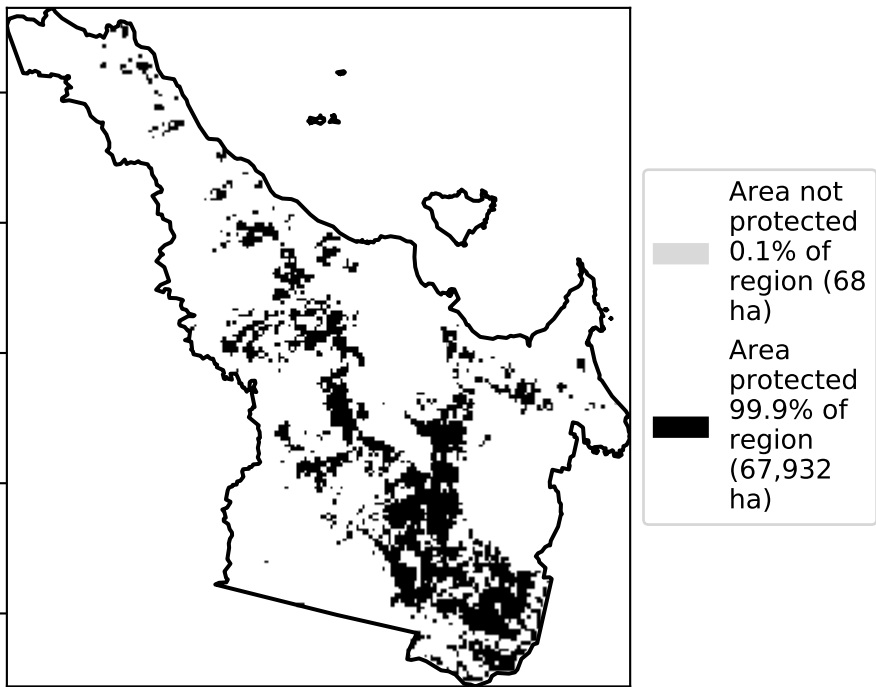 Area not
protected
0.1% of
region (68
ha)
Area
protected
99.9% of
region
(67,932
ha)